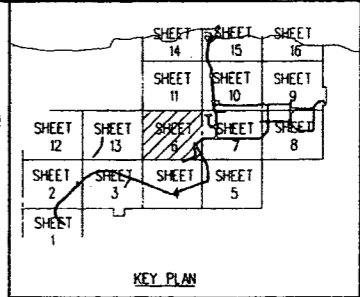 SHEET 14 SHEET 15 SHEET 16
SHEET 11 SHEET 10 SHEET 9
SHEET 12 SHEET 13 SHEET 6 SHEET 7 SHEET 8
SHEET 2 SHEET 3 SHEET 4 SHEET 5
SHEET 1
KEY PLAN